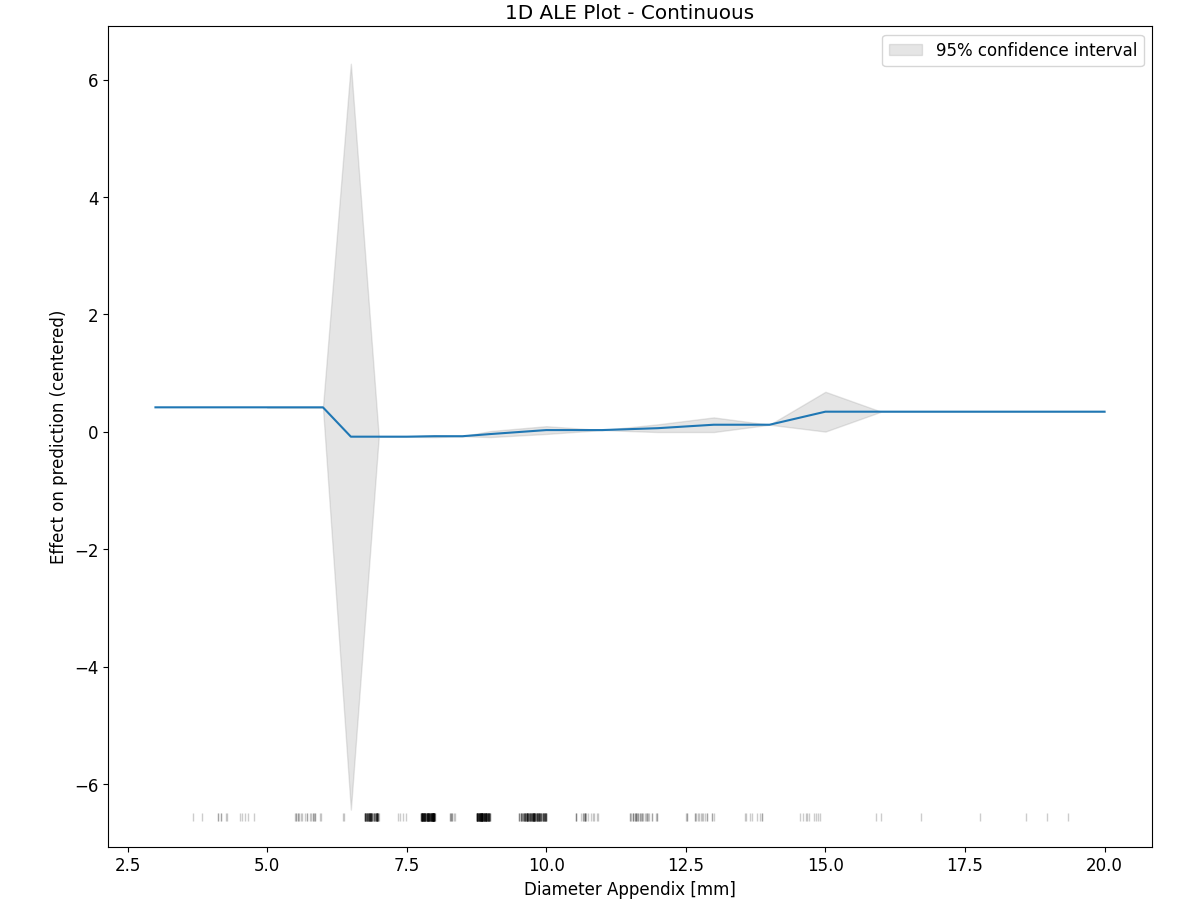 1D ALE Plot - Continuous
95% confidence interval
Effect on prediction (centered)
6
4
2
0
−2
−4
−6
2.5 5.0 7.5 10.0 12.5 15.0 17.5 20.0
Diameter Appendix [mm]